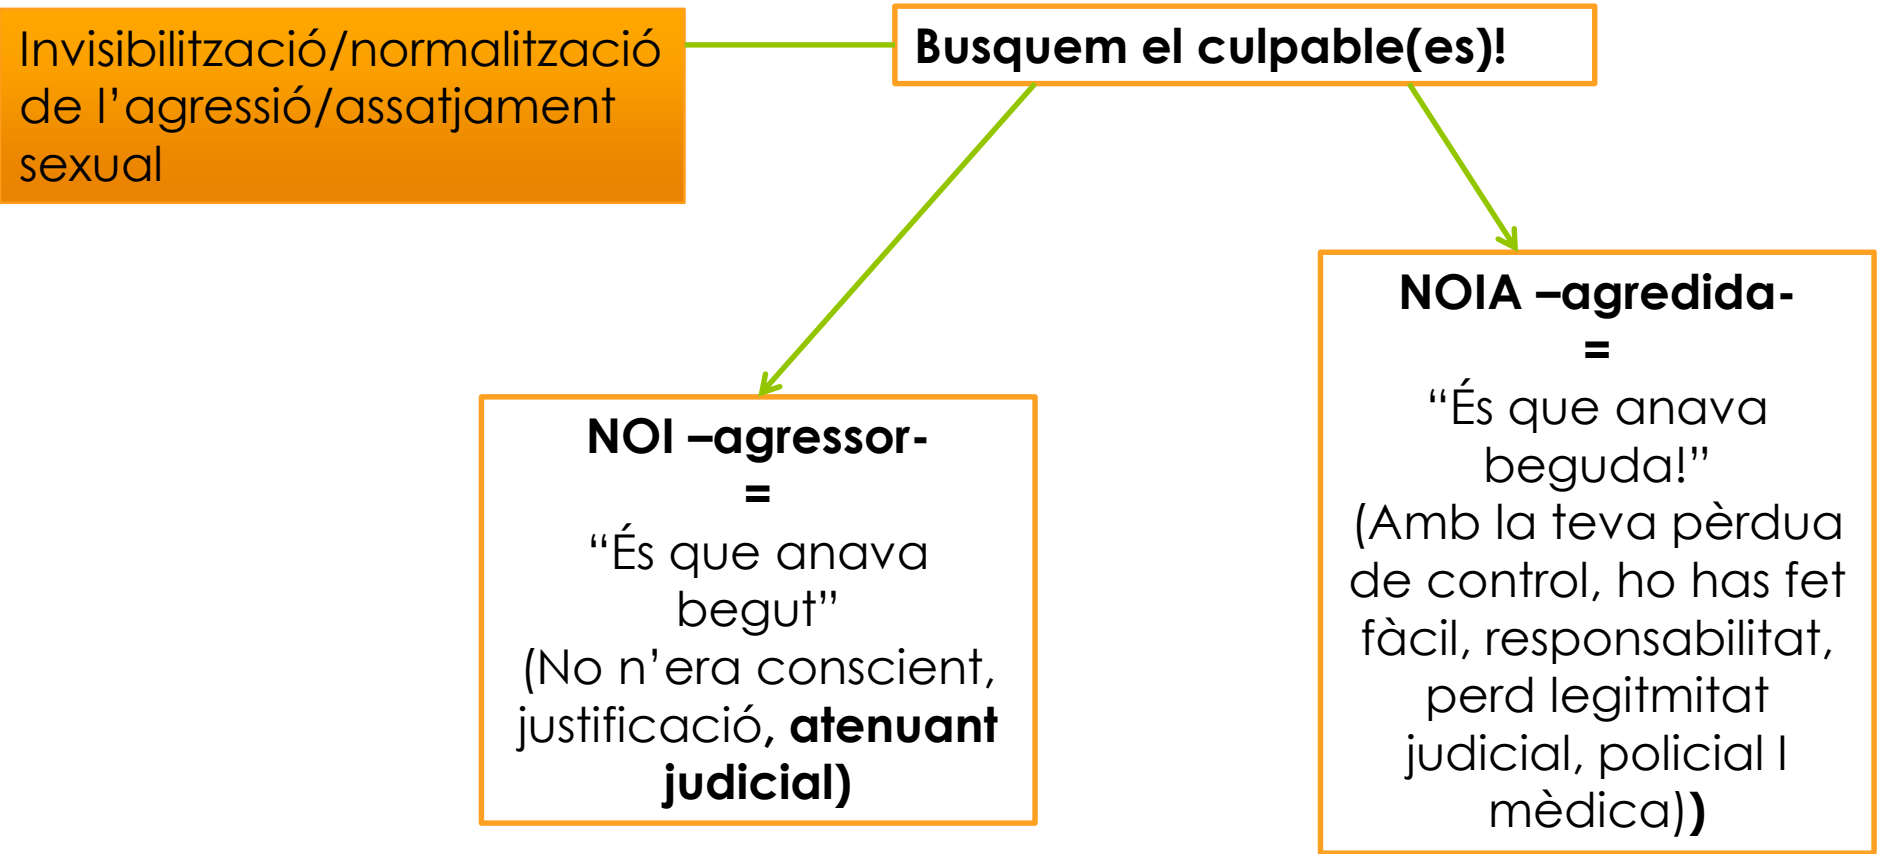 Invisibilització/normalització
de l’agressió/assatjament
sexual
Busquem el culpable(es)!
NOI –agressor-
=
“És que anava
begut”
(No n’era conscient,
justificació, atenuant
judicial)
NOIA –agredida-
=
“És que anava
beguda!”
(Amb la teva pèrdua
de control, ho has fet
fàcil, responsabilitat,
perd legitmitat
judicial, policial I
mèdica))